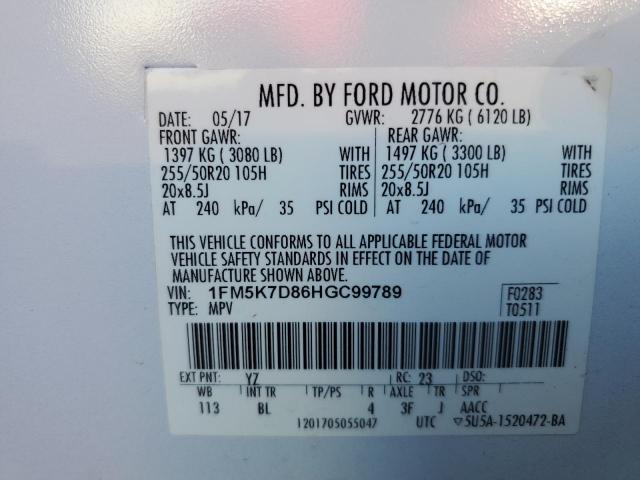 MFD. BY FORD MOTOR CO.
DATE: 05/17 GVWR: 2776 KG ( 6120 LB)
FRONT GAWR: REAR GAWR:
1397 KG ( 3080 LB) WITH 1497 KG ( 3300 LB) WITH
255/50R20 105H TIRES 255/50R20 105H TIRES
20x8.5J RIMS 20x8.5J RIMS
AT 240 kPa/ 35 PSI COLD AT 240 kPa/ 35 PSI COLD
THIS VEHICLE CONFORMS TO ALL APPLICABLE FEDERAL MOTOR
VEHICLE SAFETY STANDARDS IN EFFECT ON THE DATE OF
MANUFACTURE SHOWN ABOVE.
VIN: 1FM5K7D86HGC99789 F0283
TYPE: MPV T0511
EXT PNT: YZ RC: 23 DSO:
WB INT TR TP/PS R AXLE TR SPR
113 BL 4 3F J AACC
1201705055047 UTC ▽5U5A-1520472-BA